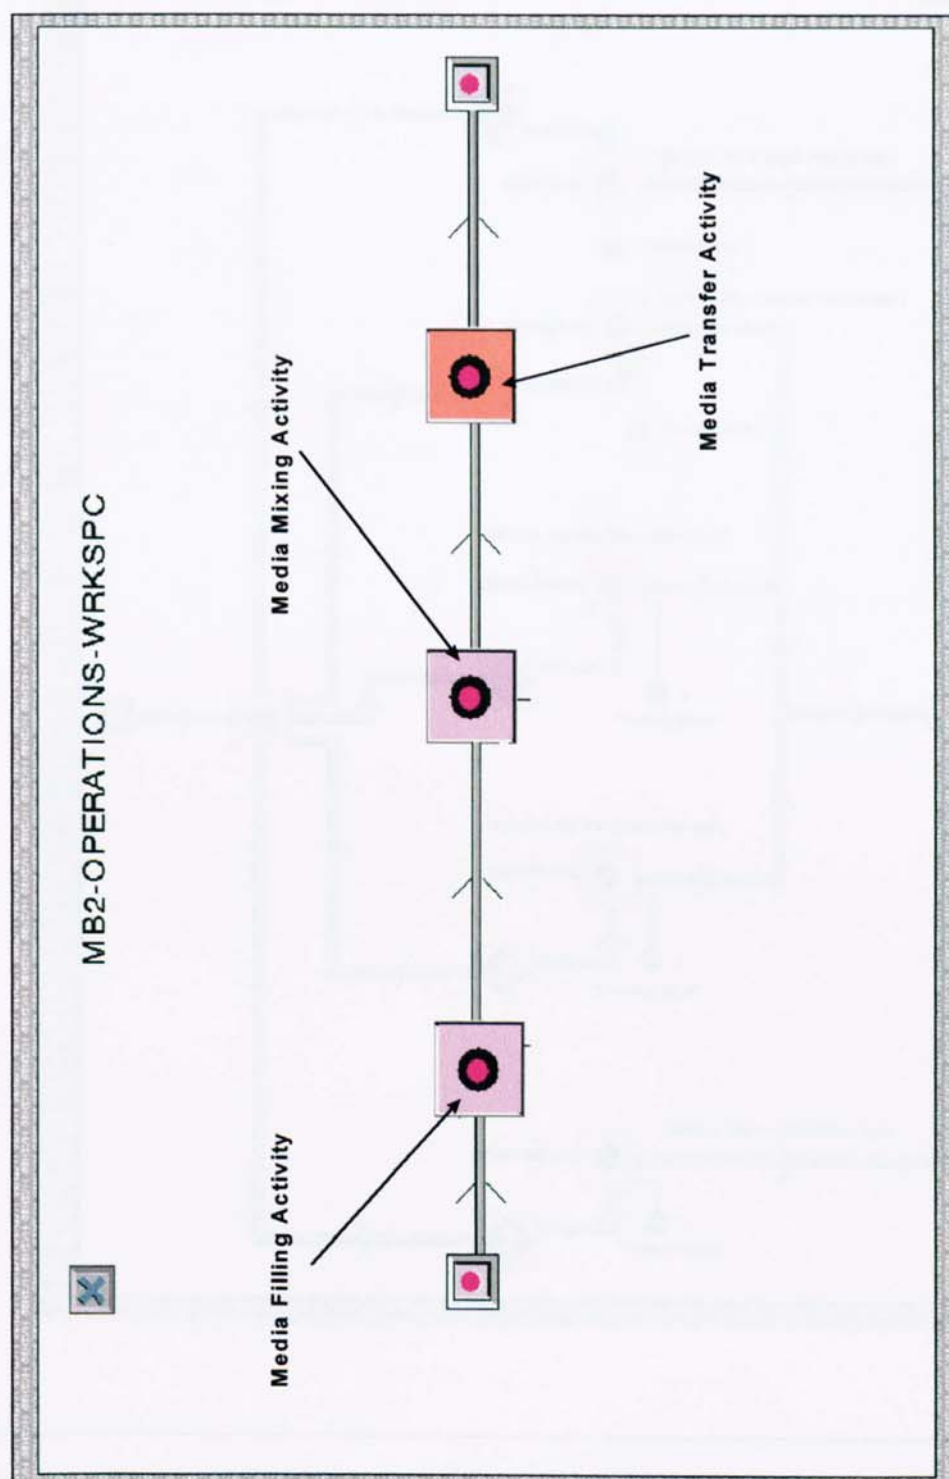 MB2-OPERATIONS-WRKSPC
Media Filling Activity
Media Mixing Activity
Media Transfer Activity